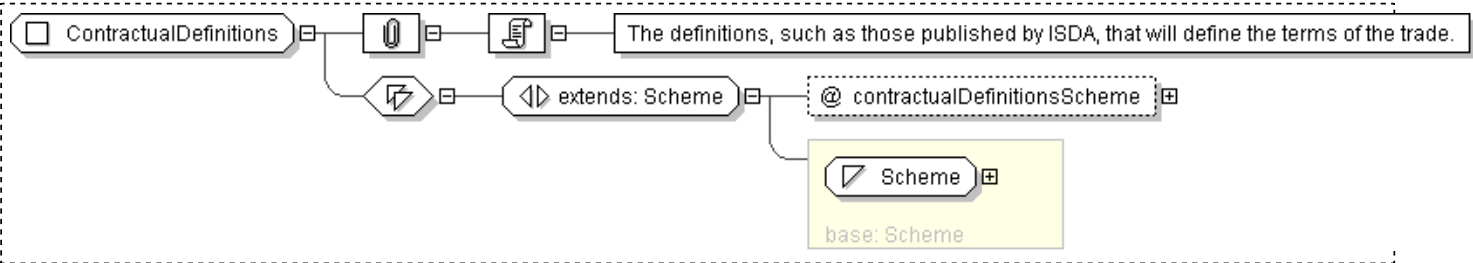 ContractualDefinitions
The definitions, such as those published by ISDA, that will define the terms of the trade.
extends: Scheme
@ contractualDefinitionsScheme
Scheme
base: Scheme